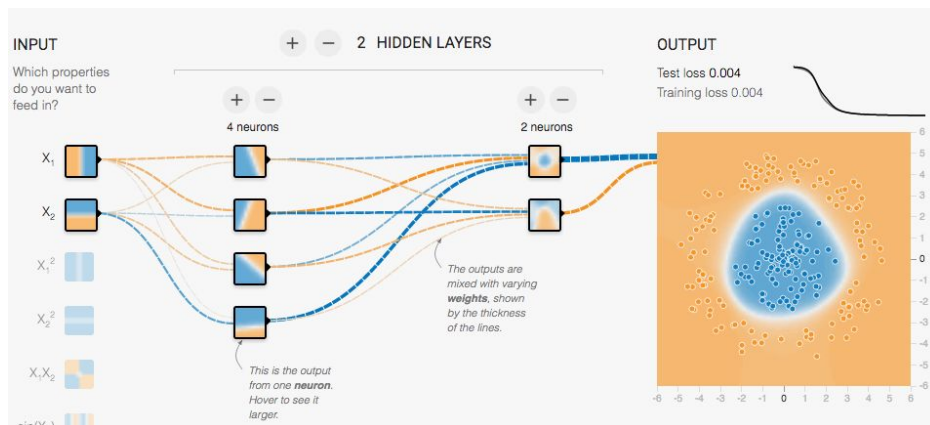 INPUT
Which properties
do you want to
feed in?
+ − 2 HIDDEN LAYERS
+ −
4 neurons
+ −
2 neurons
OUTPUT
Test loss 0.004
Training loss 0.004
X₁
X₂
X₁²
X₂²
X₁X₂
sin(X₁)
This is the output
from one neuron.
Hover to see it
larger.
The outputs are
mixed with varying
weights, shown
by the thickness
of the lines.
6
5
4
3
2
1
0
-1
-2
-3
-4
-5
-6
-6 -5 -4 -3 -2 -1 0 1 2 3 4 5 6